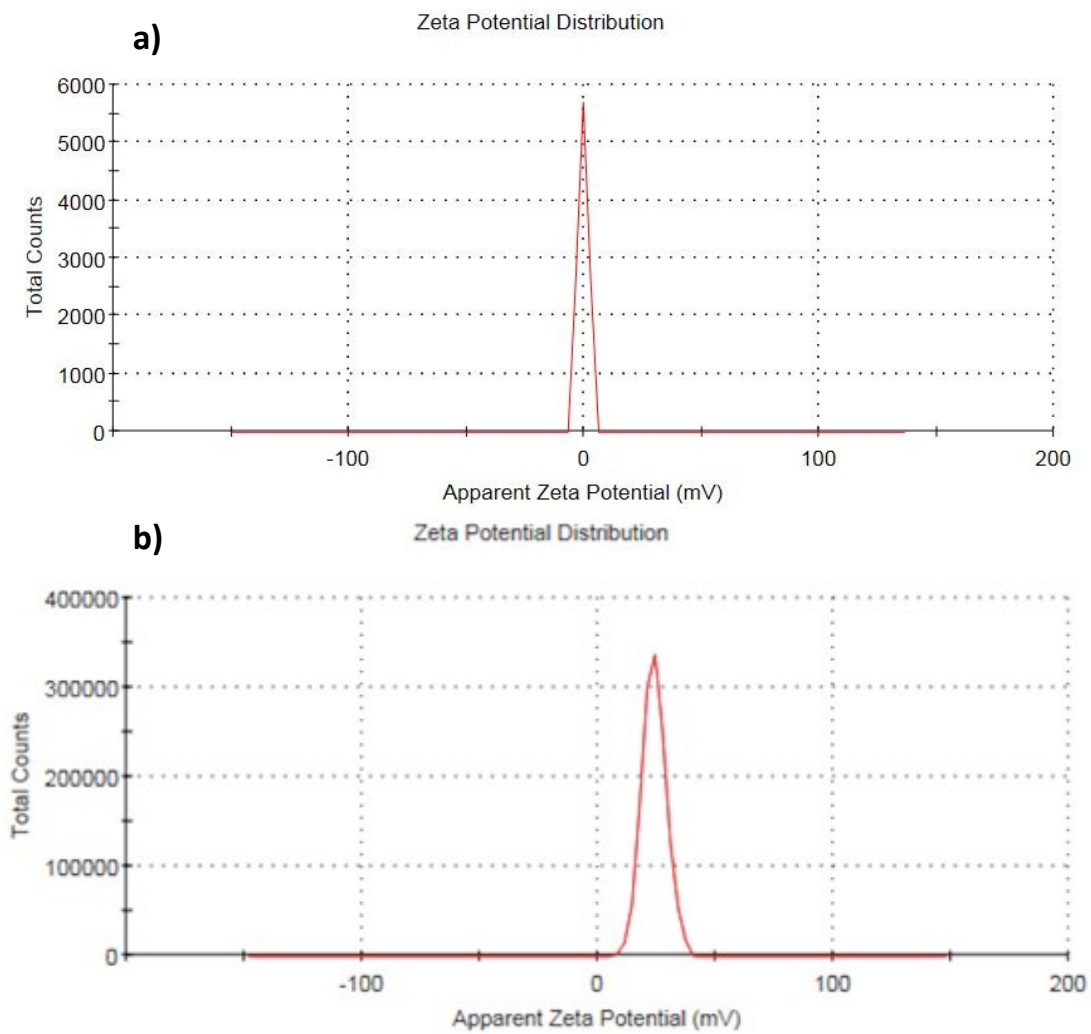 Zeta Potential Distribution
a)
6000
5000
4000
3000
2000
1000
0
Total Counts
-100 0 100 200
Apparent Zeta Potential (mV)
b)
Zeta Potential Distribution
400000
300000
200000
100000
0
Total Counts
-100 0 100 200
Apparent Zeta Potential (mV)